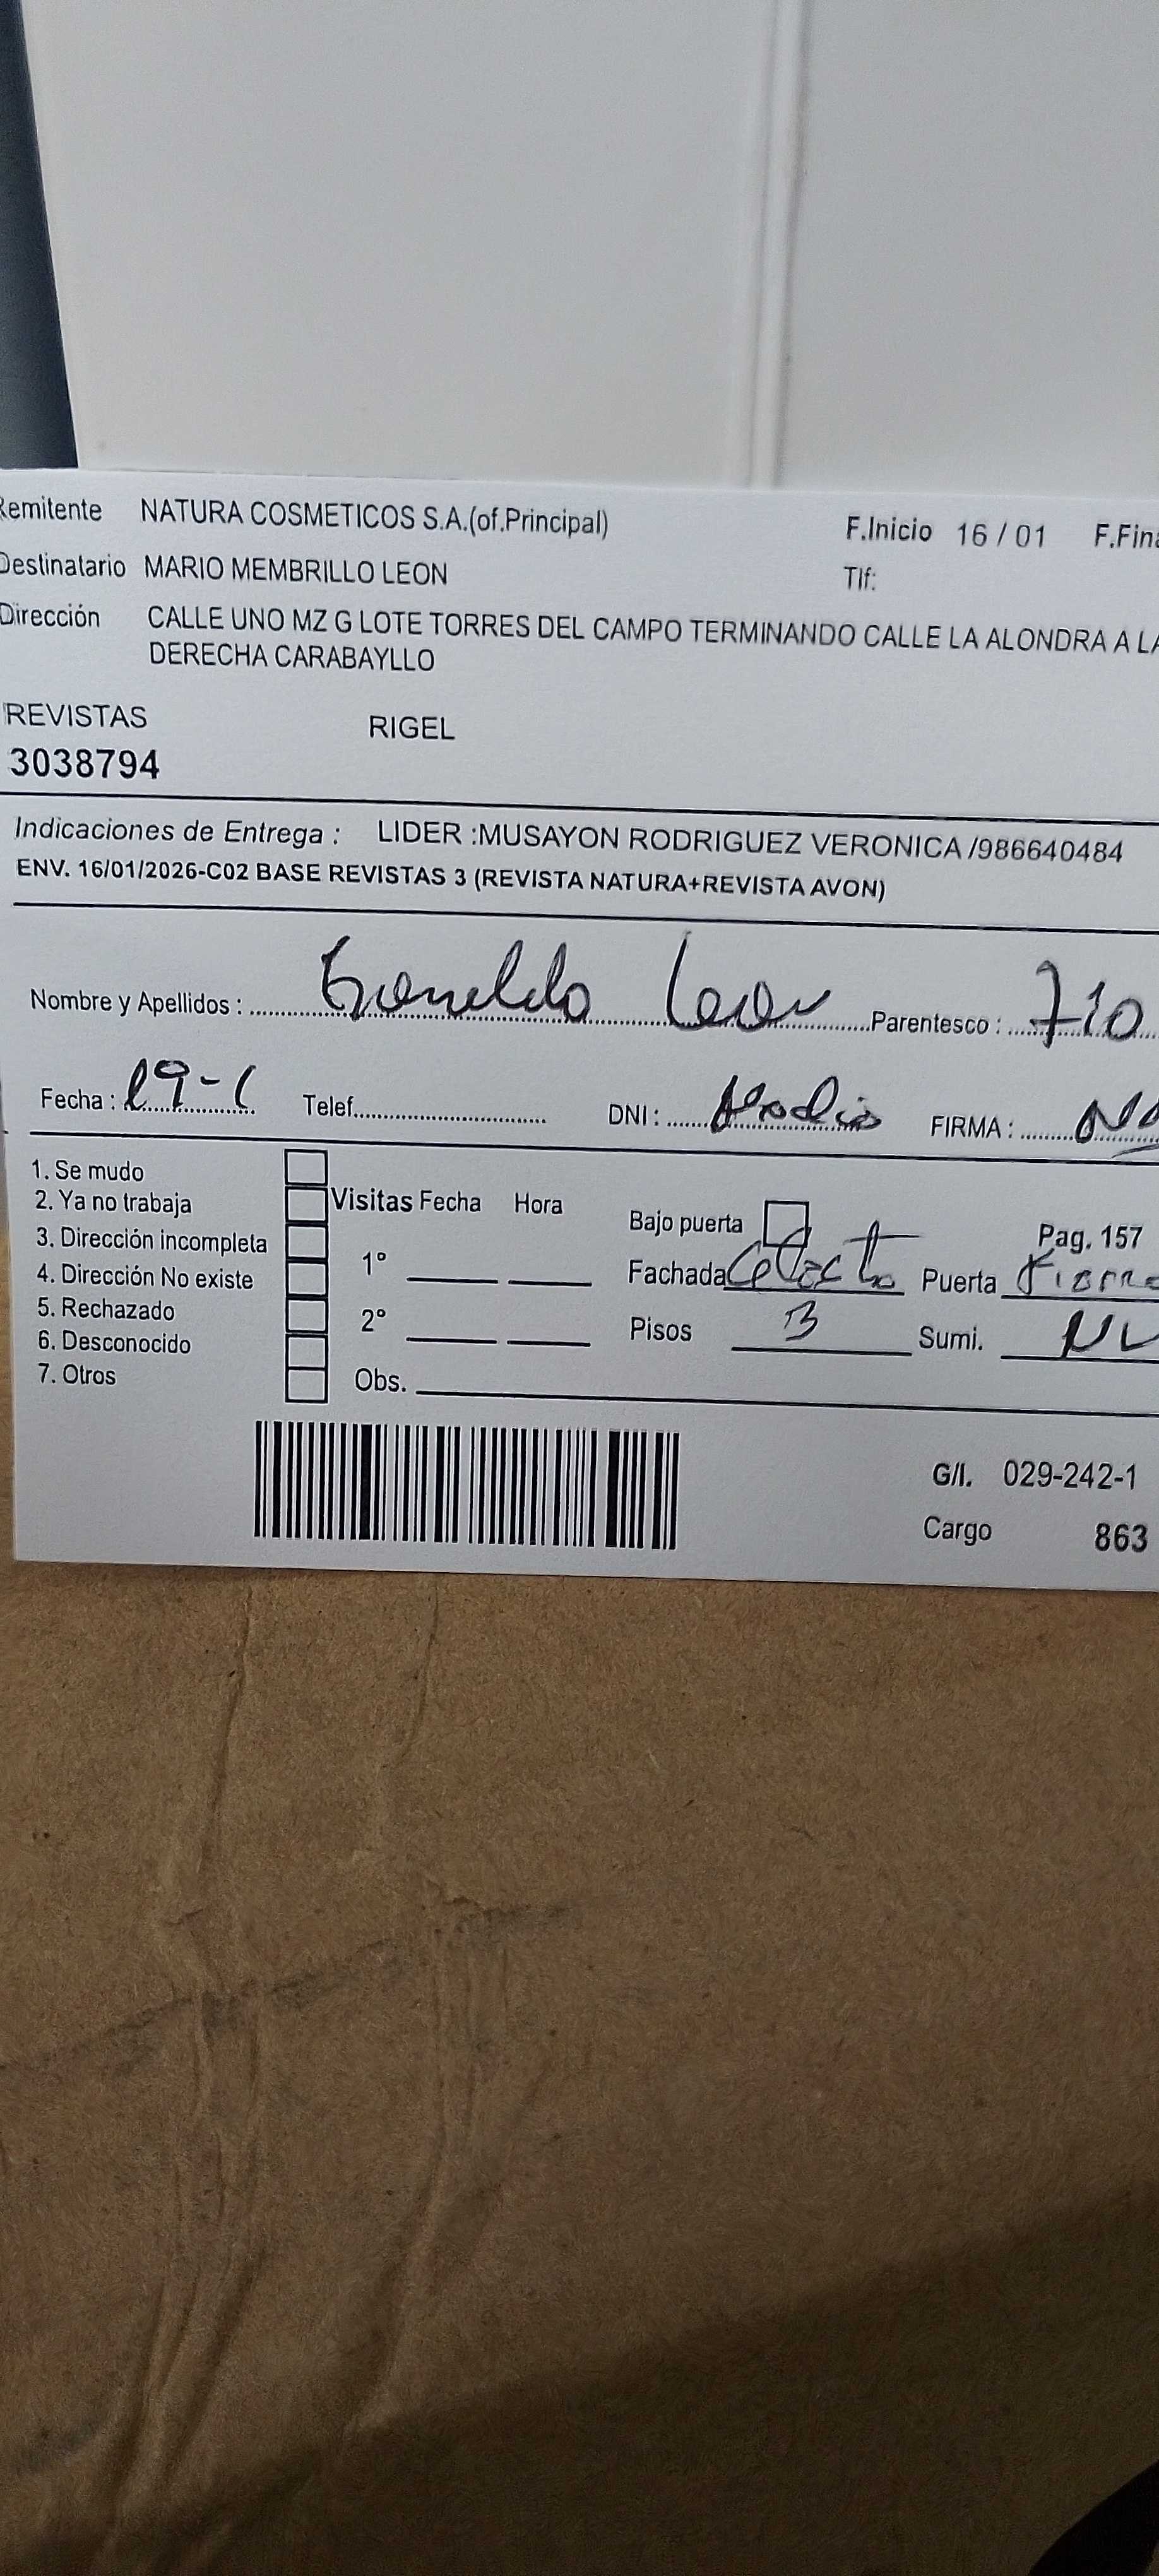 Remitente NATURA COSMETICOS S.A.(of.Principal) F.Inicio 16 / 01 F.Fina
Destinatario MARIO MEMBRILLO LEON Tlf:
Dirección CALLE UNO MZ G LOTE TORRES DEL CAMPO TERMINANDO CALLE LA ALONDRA A LA
DERECHA CARABAYLLO
REVISTAS RIGEL
3038794
Indicaciones de Entrega : LIDER :MUSAYON RODRIGUEZ VERONICA /986640484
ENV. 16/01/2026-C02 BASE REVISTAS 3 (REVISTA NATURA+REVISTA AVON)
Nombre y Apellidos : Leon Parentesco : Tio
Fecha : 19-1 Telef. DNI : FIRMA :
1. Se mudo
2. Ya no trabaja Visitas Fecha Hora Bajo puerta Pag. 157
3. Dirección incompleta
4. Dirección No existe 1° Fachada Celeste Puerta Fierro
5. Rechazado 2° Pisos 3 Sumi.
6. Desconocido
7. Otros Obs.
G/I. 029-242-1
Cargo 863